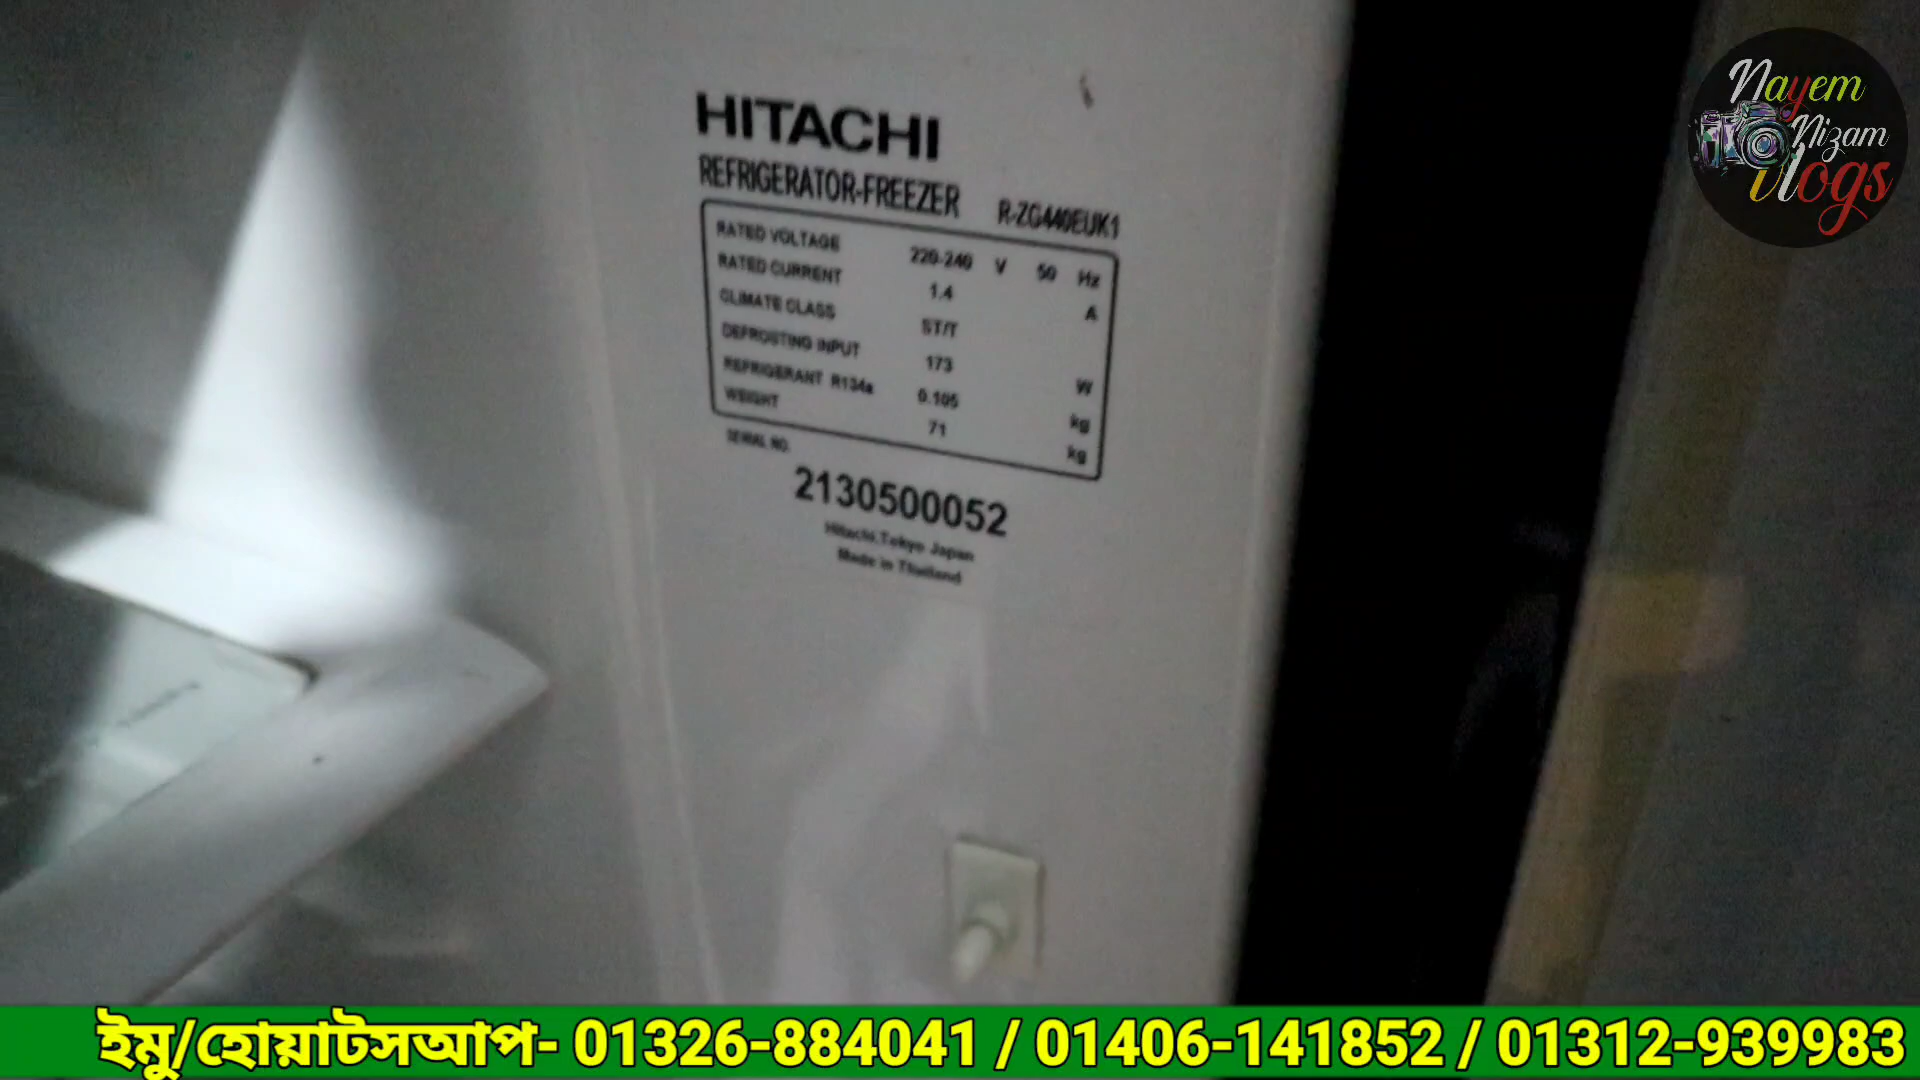 Nayem
Nizam
Vlogs
HITACHI
REFRIGERATOR-FREEZER R-ZG440EUK1
RATED VOLTAGE 220-240 V 50 Hz
RATED CURRENT 1.4 A
CLIMATE CLASS ST/T
DEFROSTING INPUT 173 W
REFRIGERANT R134a 0.105 kg
WEIGHT 71 kg
SERIAL NO.
2130500052
Hitachi,Tokyo Japan
Made in Thailand
ইমু/হোয়াটসআপ- 01326-884041 / 01406-141852 / 01312-939983